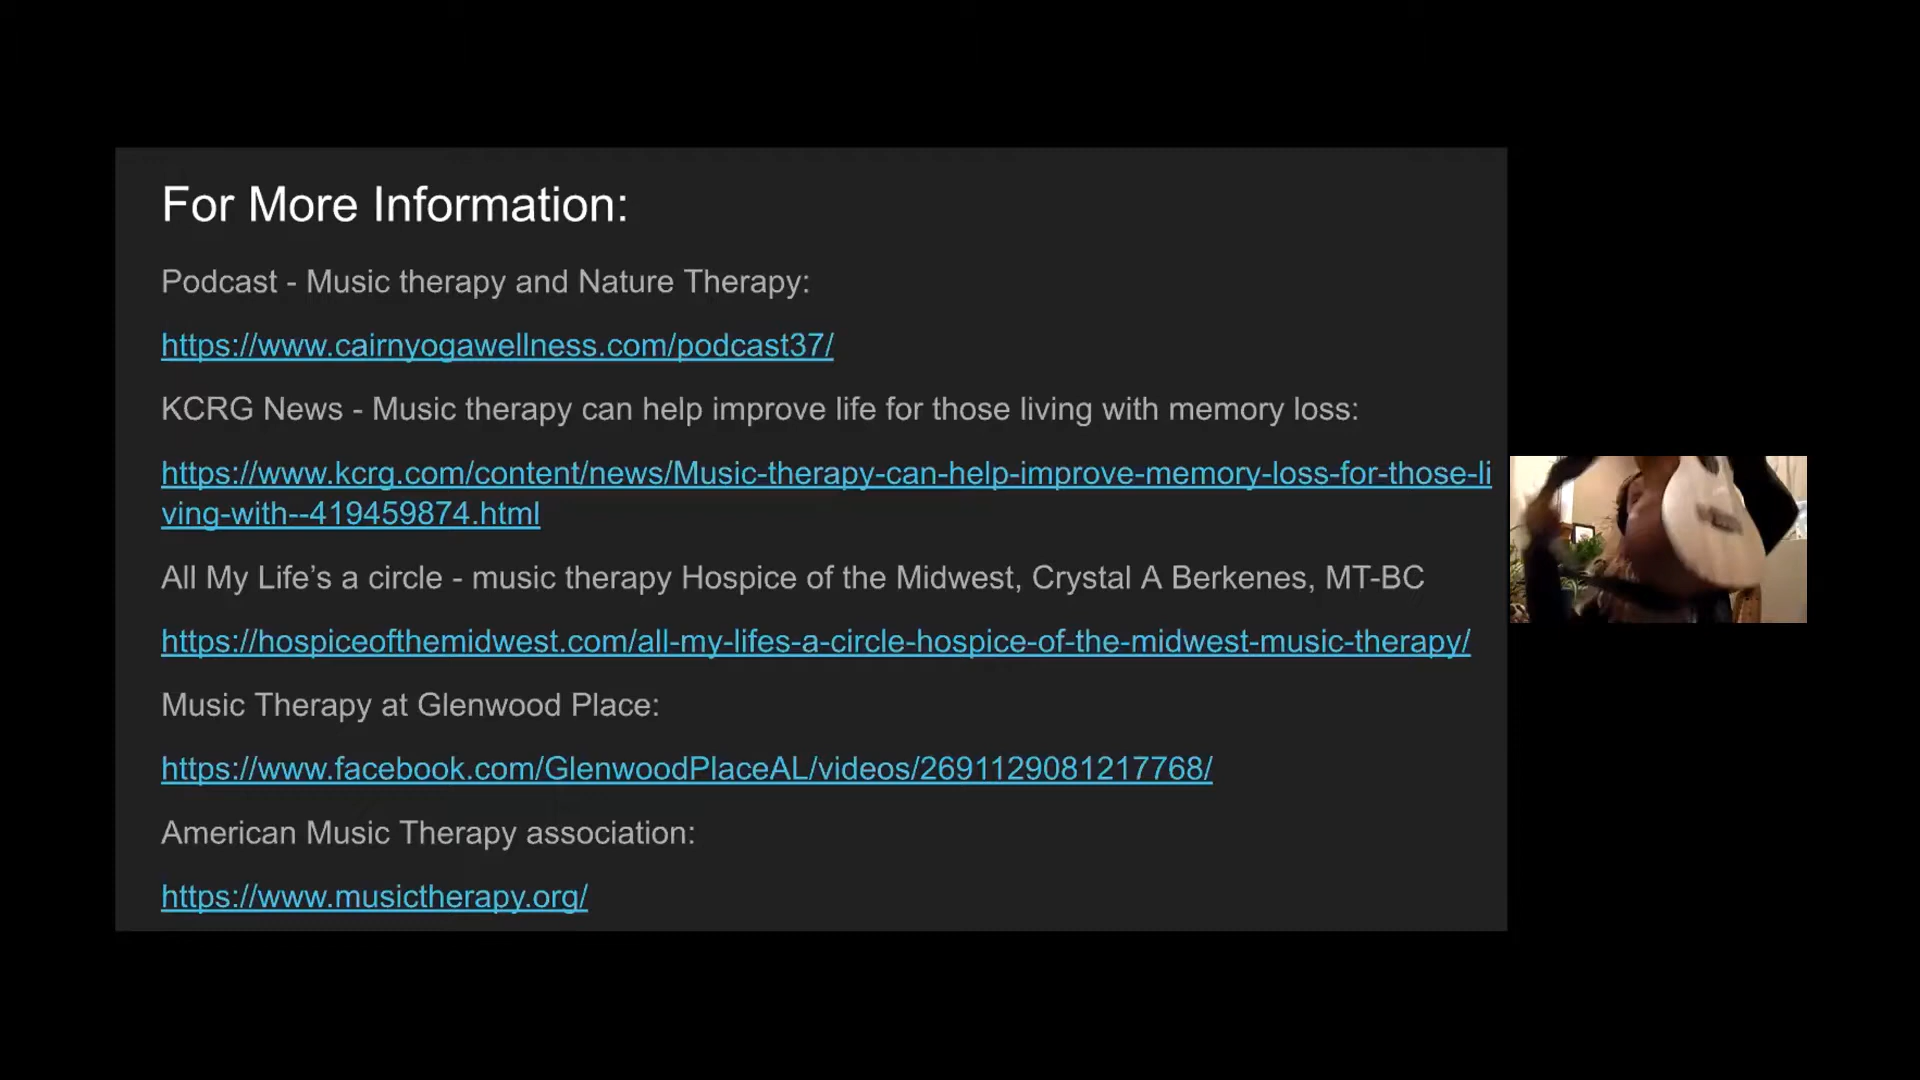 For More Information:
Podcast - Music therapy and Nature Therapy:
https://www.cairnyogawellness.com/podcast37/
KCRG News - Music therapy can help improve life for those living with memory loss:
https://www.kcrg.com/content/news/Music-therapy-can-help-improve-memory-loss-for-those-li
ving-with--419459874.html
All My Life’s a circle - music therapy Hospice of the Midwest, Crystal A Berkenes, MT-BC
https://hospiceofthemidwest.com/all-my-lifes-a-circle-hospice-of-the-midwest-music-therapy/
Music Therapy at Glenwood Place:
https://www.facebook.com/GlenwoodPlaceAL/videos/2691129081217768/
American Music Therapy association:
https://www.musictherapy.org/